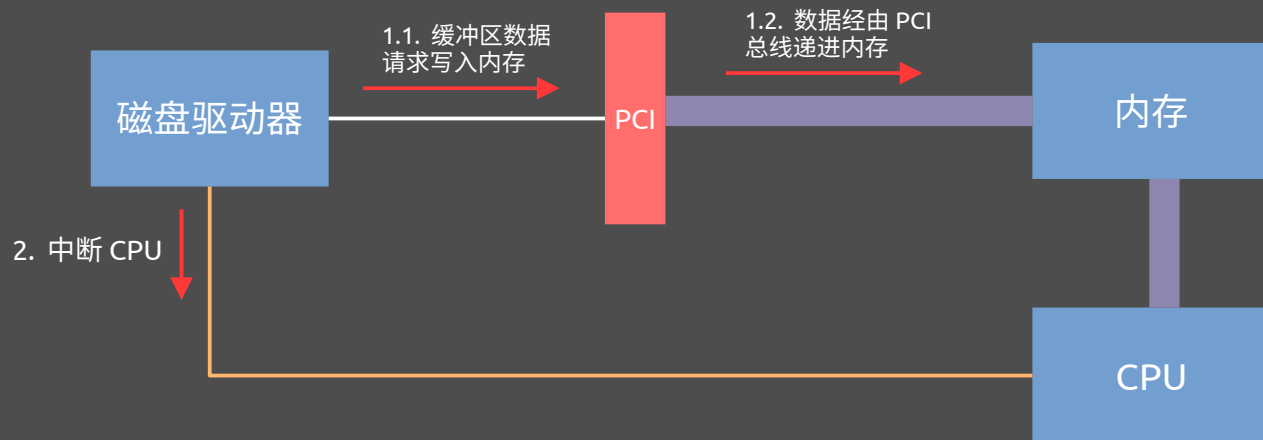 1.1. 缓冲区数据
请求写入内存
1.2. 数据经由 PCI
总线递进内存
磁盘驱动器
PCI
内存
2. 中断 CPU
CPU